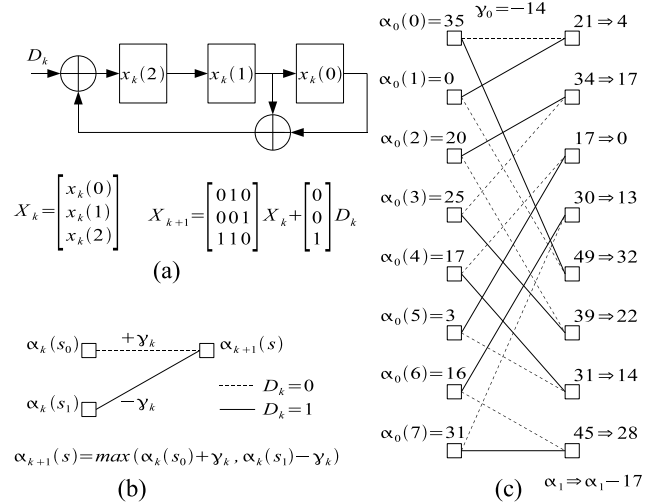 D_k
x_k(2) x_k(1) x_k(0)
X_k = [x_k(0) x_k(1) x_k(2)]
X_{k+1} = [010 001 110] X_k + [0 0 1] D_k
(a)
α_k(s_0) +γ_k α_{k+1}(s)
α_k(s_1) −γ_k
D_k=0
D_k=1
α_{k+1}(s)=max(α_k(s_0)+γ_k, α_k(s_1)−γ_k)
(b)
γ_0=−14
α_0(0)=35 21⇒4
α_0(1)=0 34⇒17
α_0(2)=20 17⇒0
α_0(3)=25 30⇒13
α_0(4)=17 49⇒32
α_0(5)=3 39⇒22
α_0(6)=16 31⇒14
α_0(7)=31 45⇒28
(c) α_1⇒α_1−17